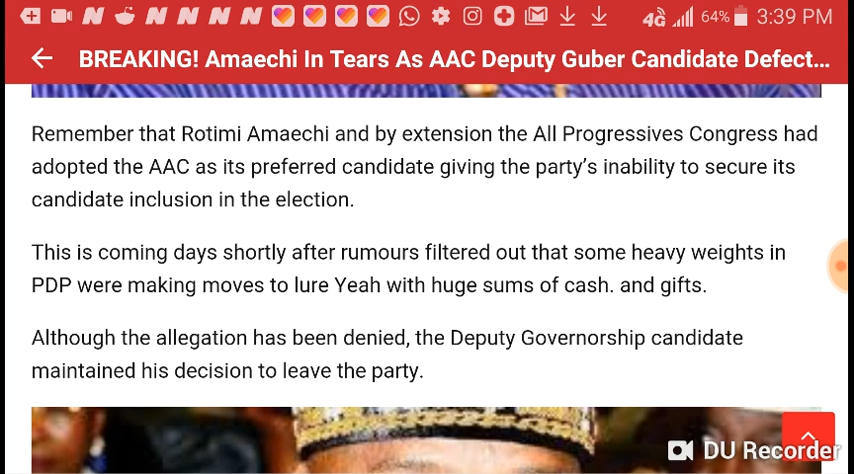 4G 64% 3:39 PM
BREAKING! Amaechi In Tears As AAC Deputy Guber Candidate Defect...
Remember that Rotimi Amaechi and by extension the All Progressives Congress had
adopted the AAC as its preferred candidate giving the party's inability to secure its
candidate inclusion in the election.
This is coming days shortly after rumours filtered out that some heavy weights in
PDP were making moves to lure Yeah with huge sums of cash. and gifts.
Although the allegation has been denied, the Deputy Governorship candidate
maintained his decision to leave the party.
DU Recorder